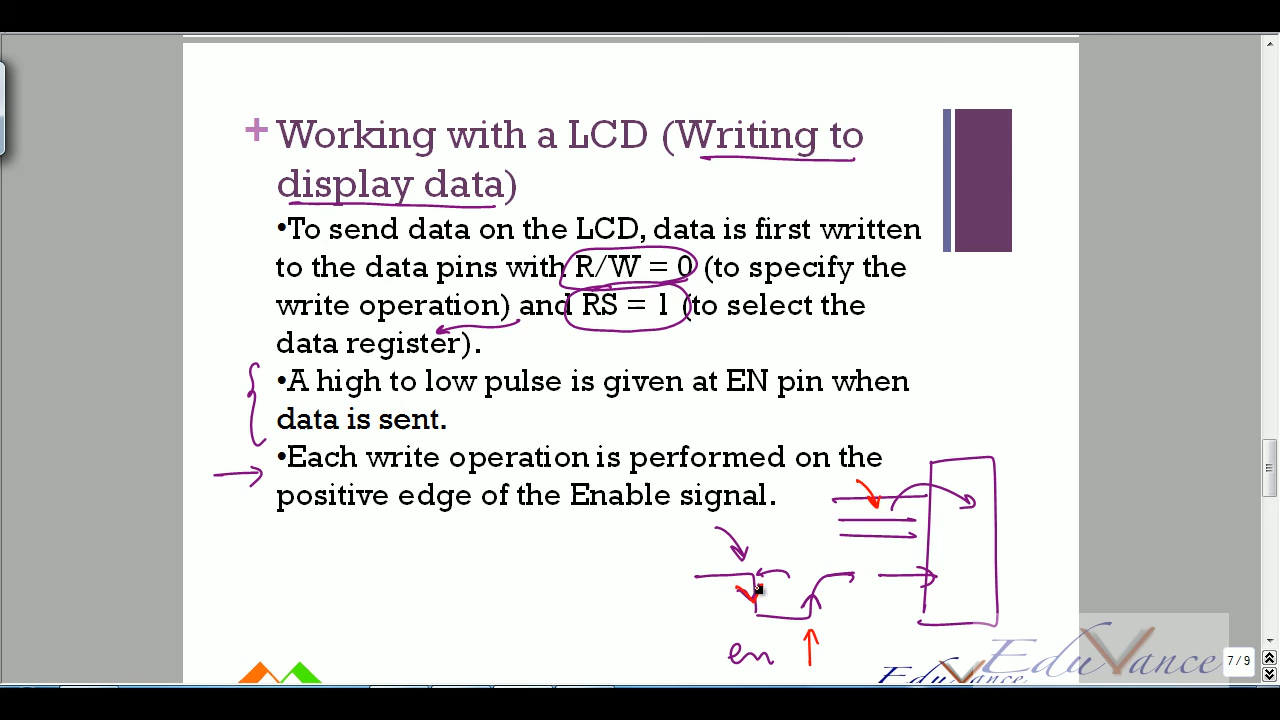 + Working with a LCD (Writing to
display data)
•To send data on the LCD, data is first written
to the data pins with R/W = 0 (to specify the
write operation) and RS = 1 (to select the
data register).
•A high to low pulse is given at EN pin when
data is sent.
•Each write operation is performed on the
positive edge of the Enable signal.
en
EduVance
EduVance
7/9